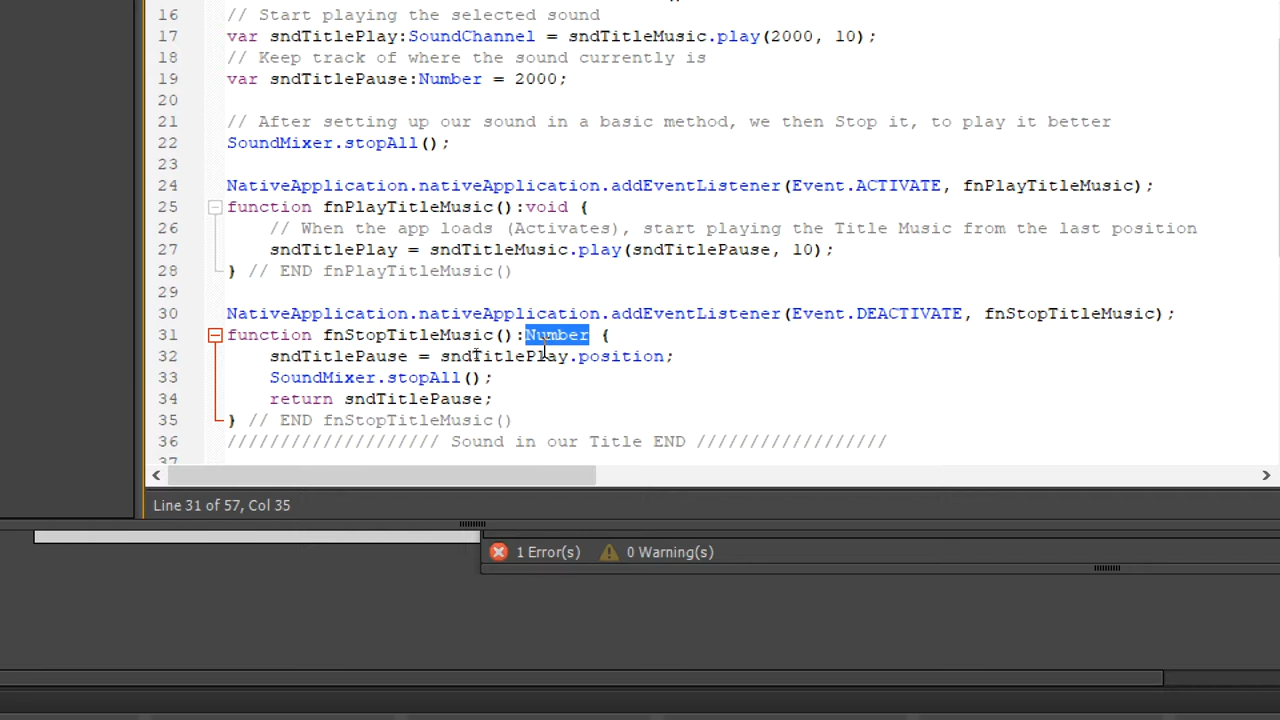 16 // Start playing the selected sound
17 var sndTitlePlay:SoundChannel = sndTitleMusic.play(2000, 10);
18 // Keep track of where the sound currently is
19 var sndTitlePause:Number = 2000;
20
21 // After setting up our sound in a basic method, we then Stop it, to play it better
22 SoundMixer.stopAll();
23
24 NativeApplication.nativeApplication.addEventListener(Event.ACTIVATE, fnPlayTitleMusic);
25 function fnPlayTitleMusic():void {
26 // When the app loads (Activates), start playing the Title Music from the last position
27 sndTitlePlay = sndTitleMusic.play(sndTitlePause, 10);
28 } // END fnPlayTitleMusic()
29
30 NativeApplication.nativeApplication.addEventListener(Event.DEACTIVATE, fnStopTitleMusic);
31 function fnStopTitleMusic():Number {
32 sndTitlePause = sndTitlePlay.position;
33 SoundMixer.stopAll();
34 return sndTitlePause;
35 } // END fnStopTitleMusic()
36 //////////////////// Sound in our Title END //////////////////
37
Line 31 of 57, Col 35
1 Error(s) 0 Warning(s)